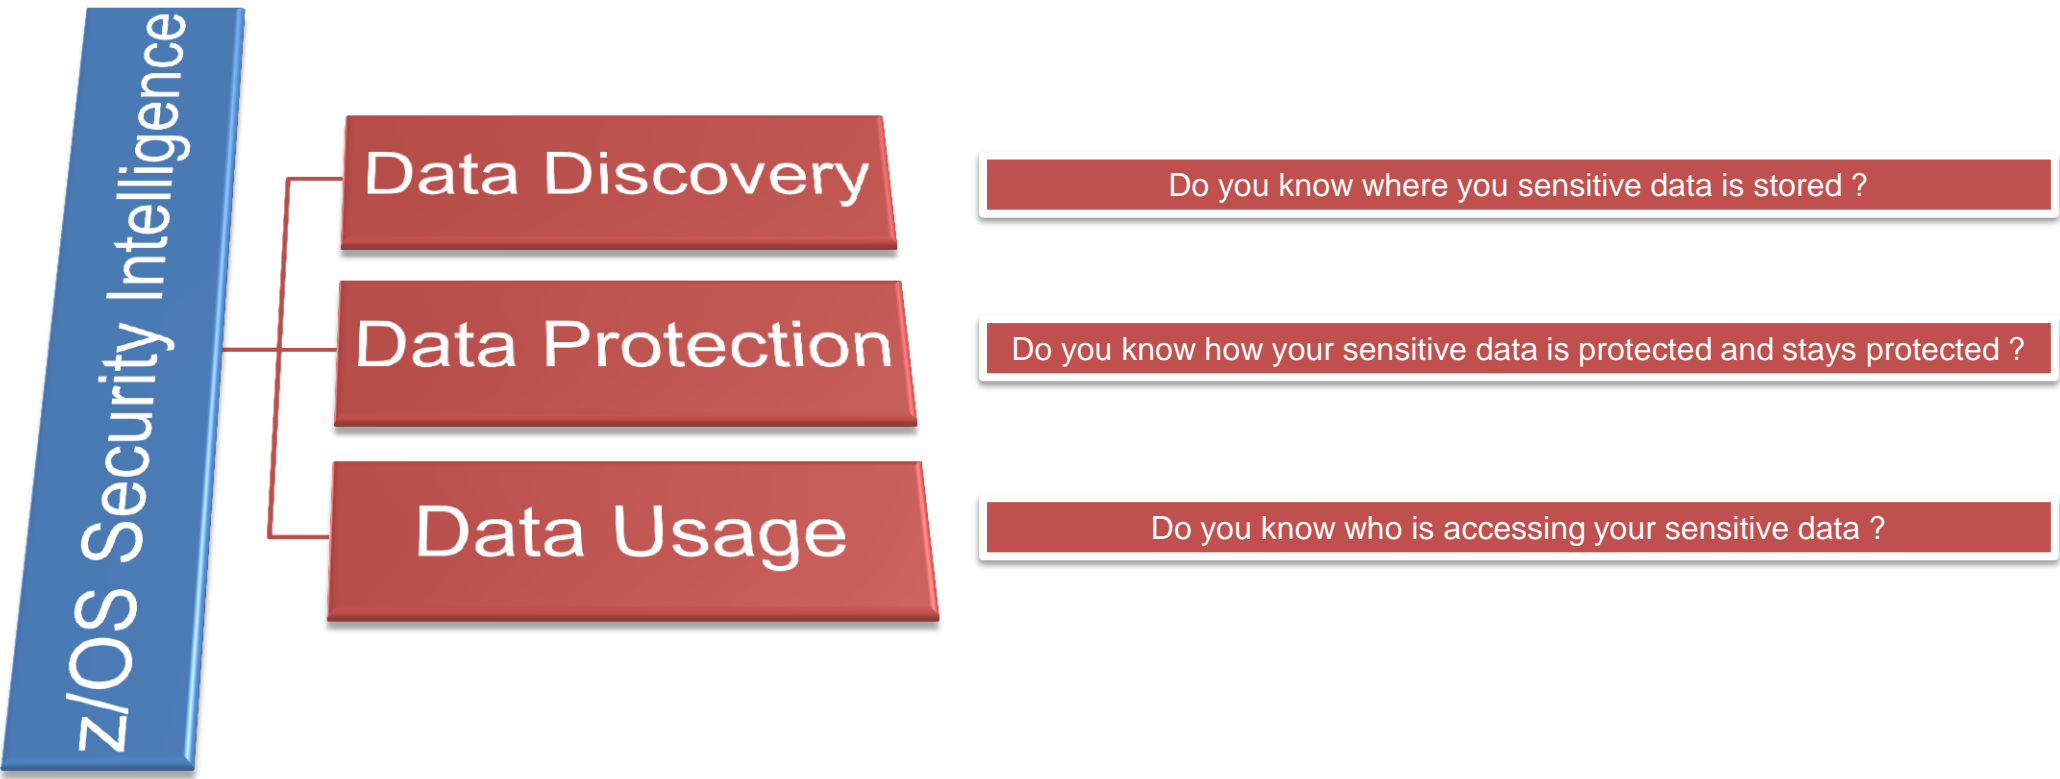 z/OS Security Intelligence
Data Discovery
Do you know where you sensitive data is stored ?
Data Protection
Do you know how your sensitive data is protected and stays protected ?
Data Usage
Do you know who is accessing your sensitive data ?